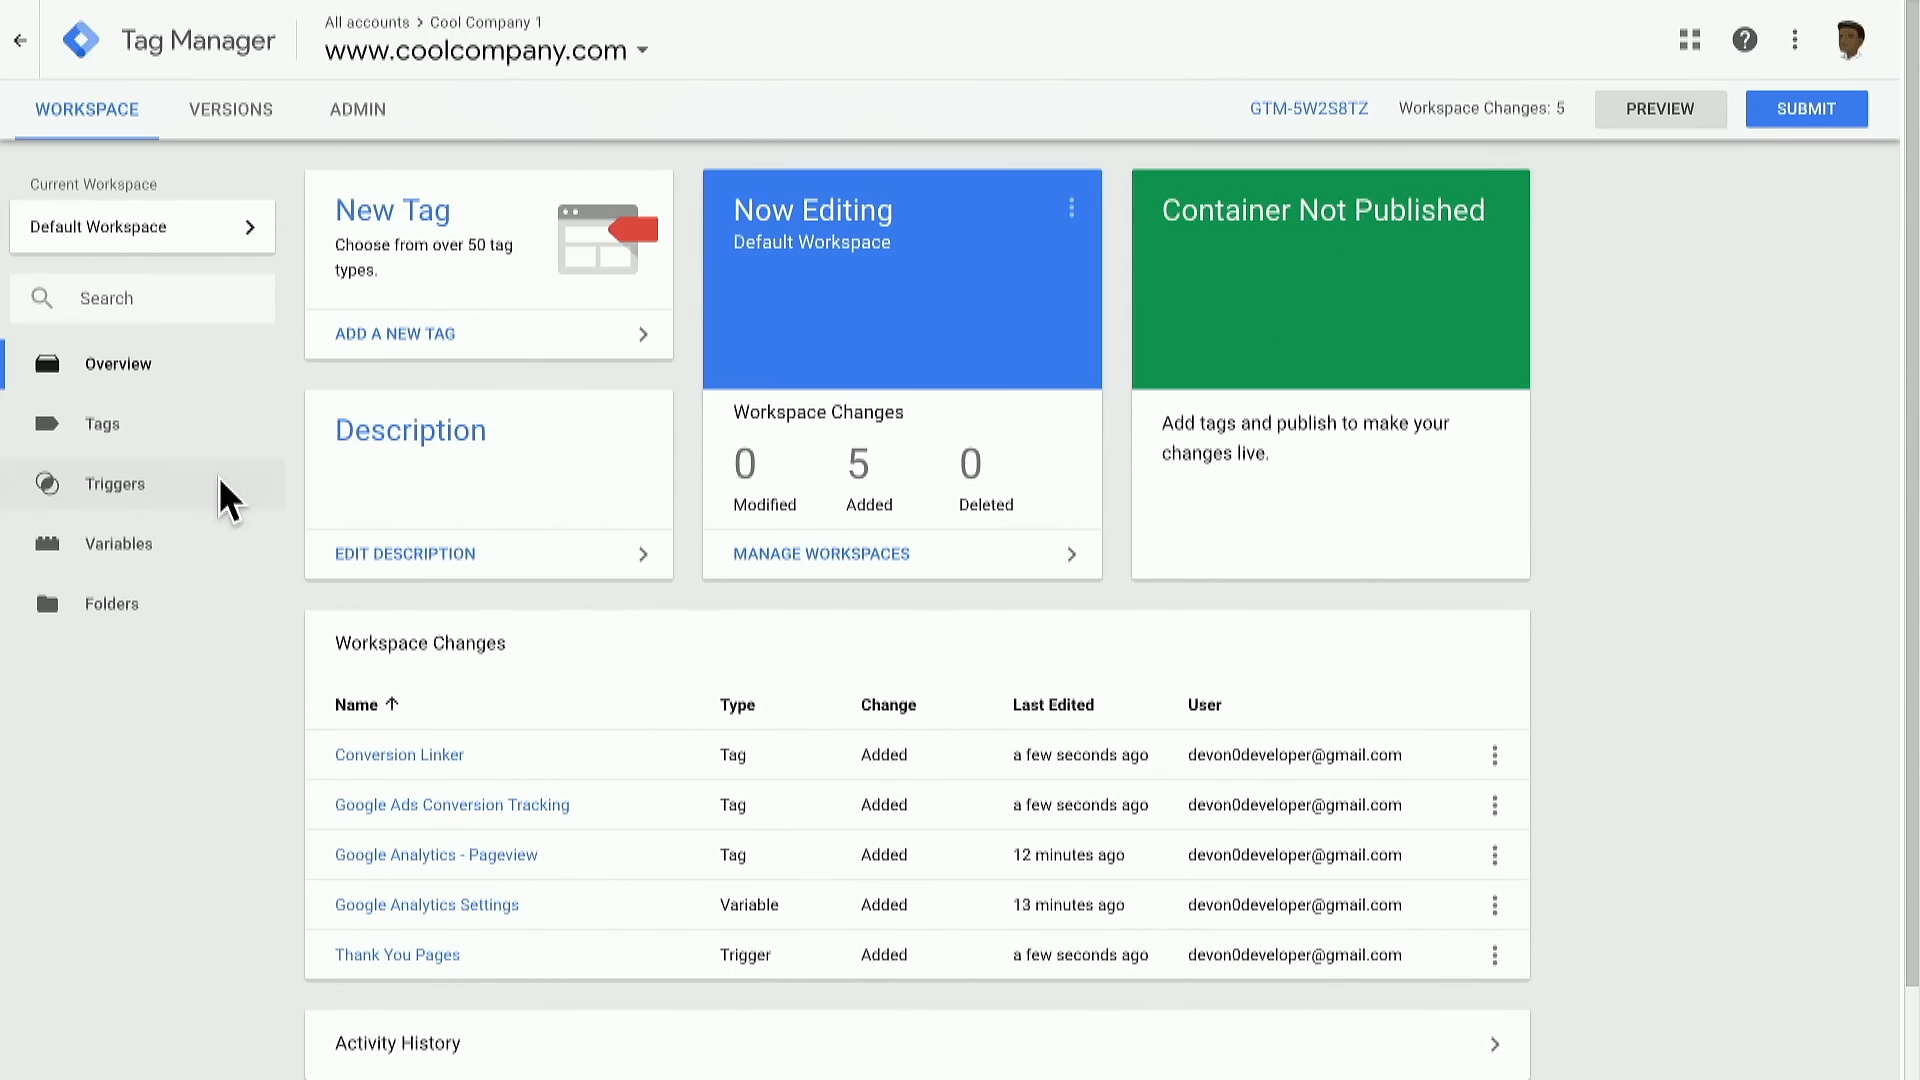 Tag Manager
All accounts > Cool Company 1
www.coolcompany.com
WORKSPACE
VERSIONS
ADMIN
GTM-5W2S8TZ
Workspace Changes: 5
PREVIEW
SUBMIT
Current Workspace
Default Workspace
Search
Overview
Tags
Triggers
Variables
Folders
New Tag
Choose from over 50 tag
types.
ADD A NEW TAG
Description
EDIT DESCRIPTION
Now Editing
Default Workspace
Workspace Changes
0 5 0
Modified Added Deleted
MANAGE WORKSPACES
Container Not Published
Add tags and publish to make your
changes live.
Workspace Changes
Name Type Change Last Edited User
Conversion Linker Tag Added a few seconds ago devon0developer@gmail.com
Google Ads Conversion Tracking Tag Added a few seconds ago devon0developer@gmail.com
Google Analytics - Pageview Tag Added 12 minutes ago devon0developer@gmail.com
Google Analytics Settings Variable Added 13 minutes ago devon0developer@gmail.com
Thank You Pages Trigger Added a few seconds ago devon0developer@gmail.com
Activity History